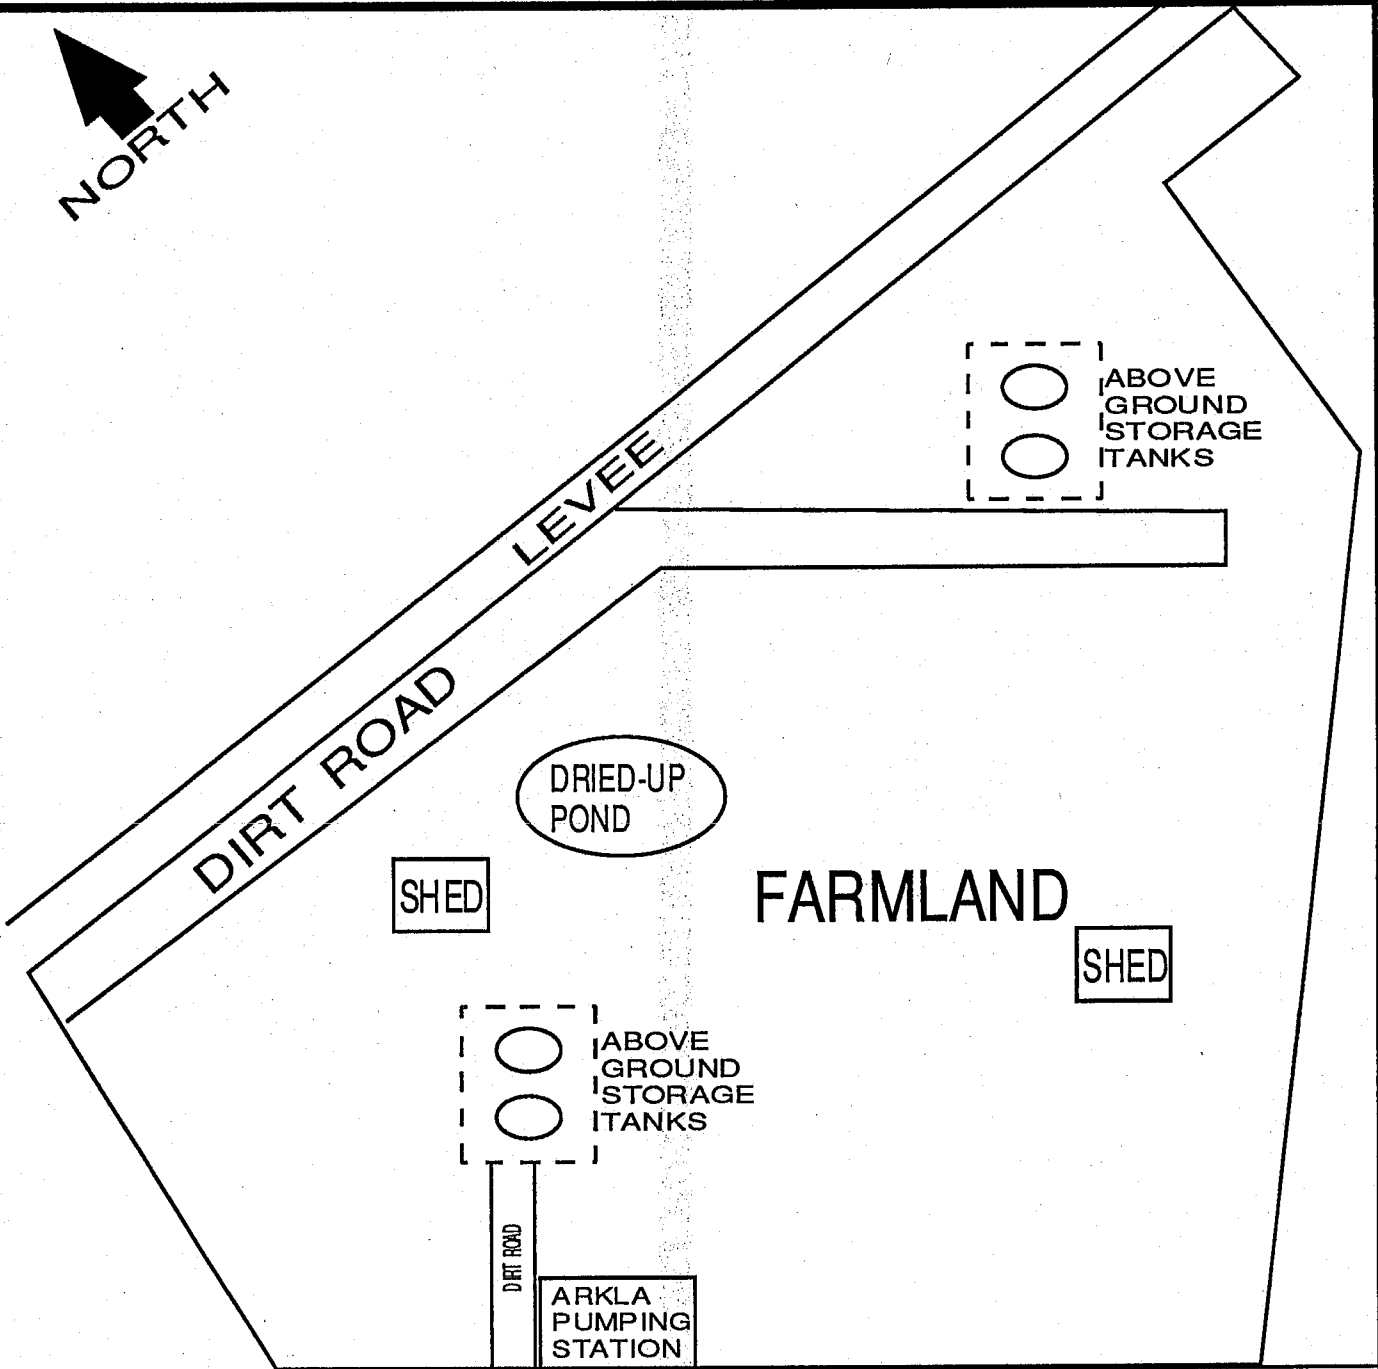 NORTH
ABOVE
GROUND
STORAGE
TANKS
LEVEE
DIRT ROAD
DRIED-UP
POND
SHED
FARMLAND
SHED
ABOVE
GROUND
STORAGE
TANKS
DIRT ROAD
ARKLA
PUMPING
STATION